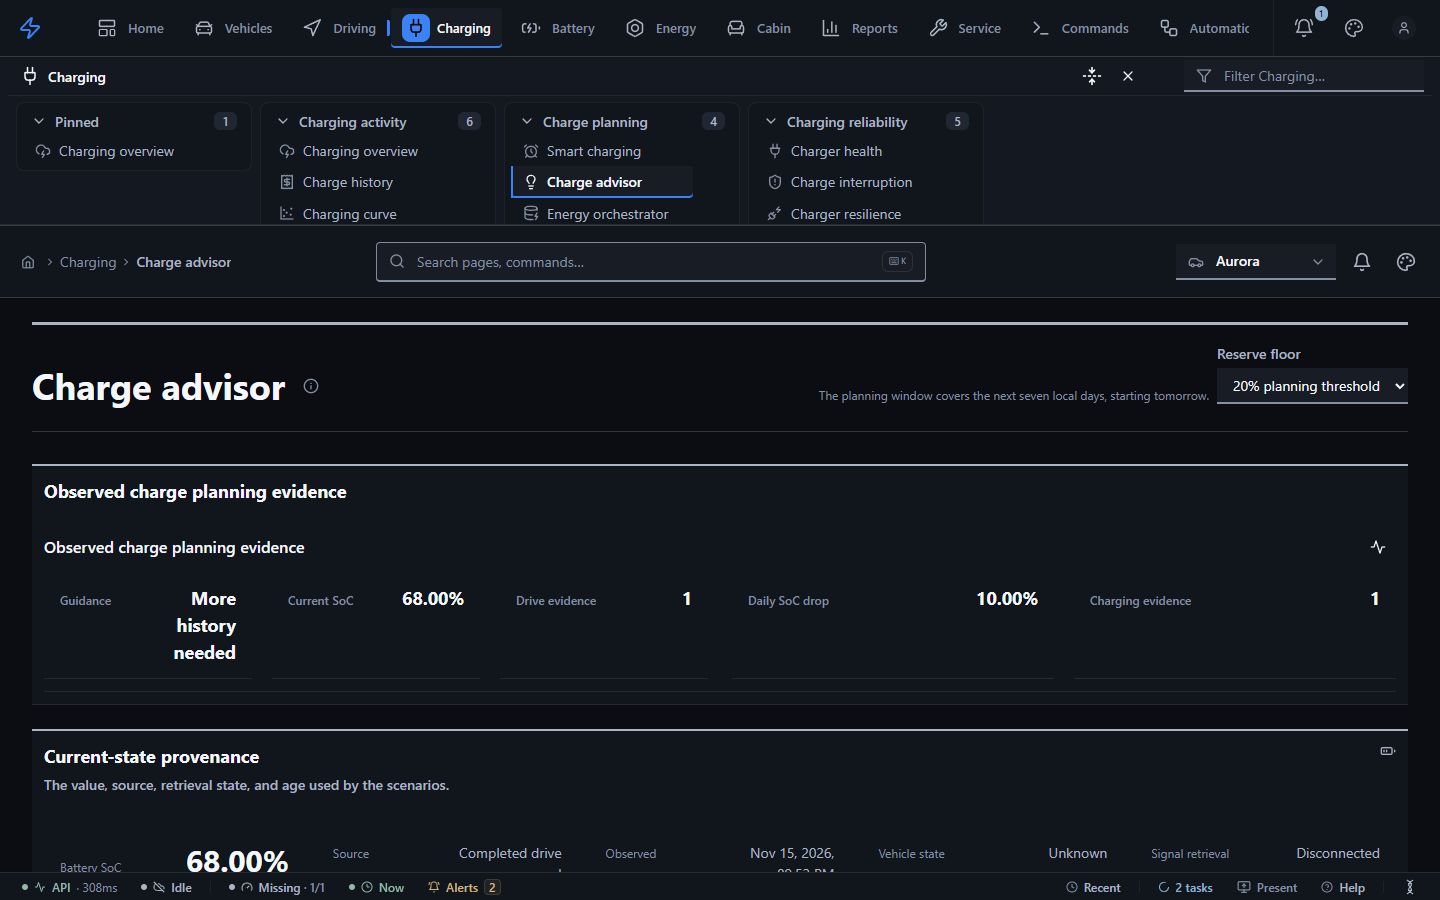 Home Vehicles Driving Charging Battery Energy Cabin Reports Service Commands Automatic 1
Charging Filter Charging...
Pinned 1 Charging activity 6 Charge planning 4 Charging reliability 5
Charging overview Charging overview Smart charging Charger health
Charge history Charge advisor Charge interruption
Charging curve Energy orchestrator Charger resilience
Charging Charge advisor Search pages, commands... K Aurora
Reserve floor
Charge advisor The planning window covers the next seven local days, starting tomorrow. 20% planning threshold
Observed charge planning evidence
Observed charge planning evidence
Guidance More history needed Current SoC 68.00% Drive evidence 1 Daily SoC drop 10.00% Charging evidence 1
Current-state provenance
The value, source, retrieval state, and age used by the scenarios.
Battery SoC 68.00% Source Completed drive Observed Nov 15, 2026, Vehicle state Unknown Signal retrieval Disconnected
API · 308ms Idle Missing · 1/1 Now Alerts 2 Recent 2 tasks Present Help